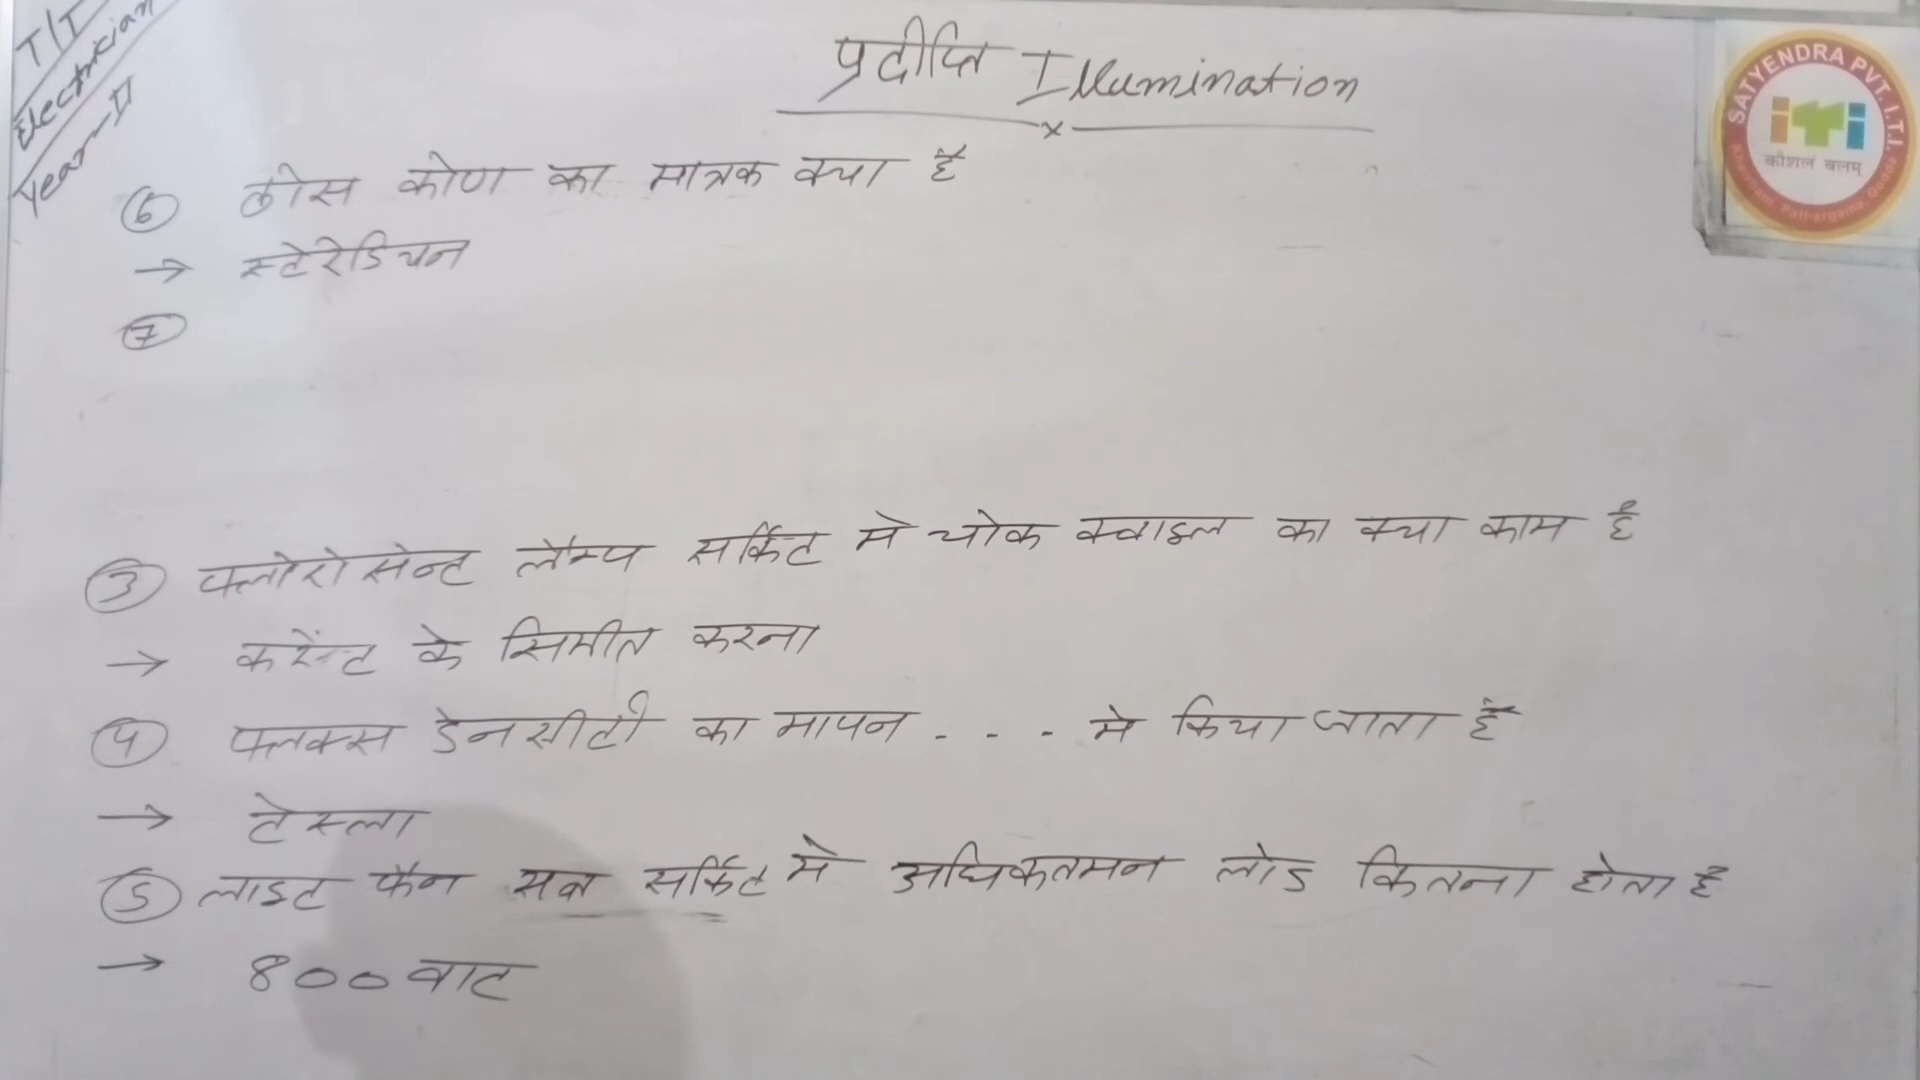 T/T
Electrician
Year-II
प्रदीप्ति Illumination
SATYENDRA PVT. I.T.I.
iTi
कौशलं बलम्
⑥ ठोस कोण का मात्रक क्या है
→ स्टेरेडियन
⑦
③ फ्लोरोसेन्ट लैम्प सर्किट मे चोक क्वाइल का क्या काम है
→ करेंन्ट के सिमीत करना
④ फ्लक्स डेनसीटी का मापन . . . मे किया जाता है
→ टेस्ला
⑤ लाइट फैन सब सर्किट मे अधिकतमन लोड कितना होता है
→ 800 वाट